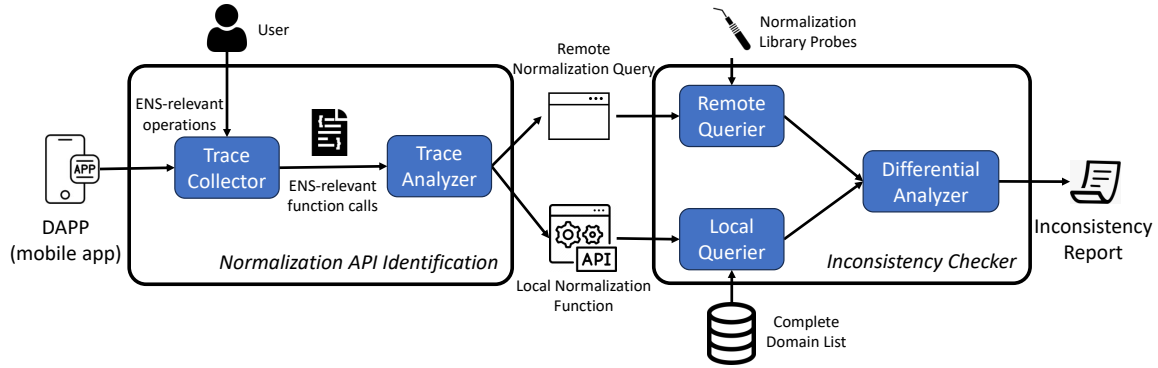 User
Normalization
Library Probes
Remote
Normalization Query
ENS-relevant
operations
Remote
Querier
APP
Trace
Collector
Trace
Analyzer
ENS-relevant
function calls
Differential
Analyzer
DAPP
(mobile app)
Local
Querier
API
Inconsistency
Report
Normalization API Identification
Inconsistency Checker
Local Normalization
Function
Complete
Domain List